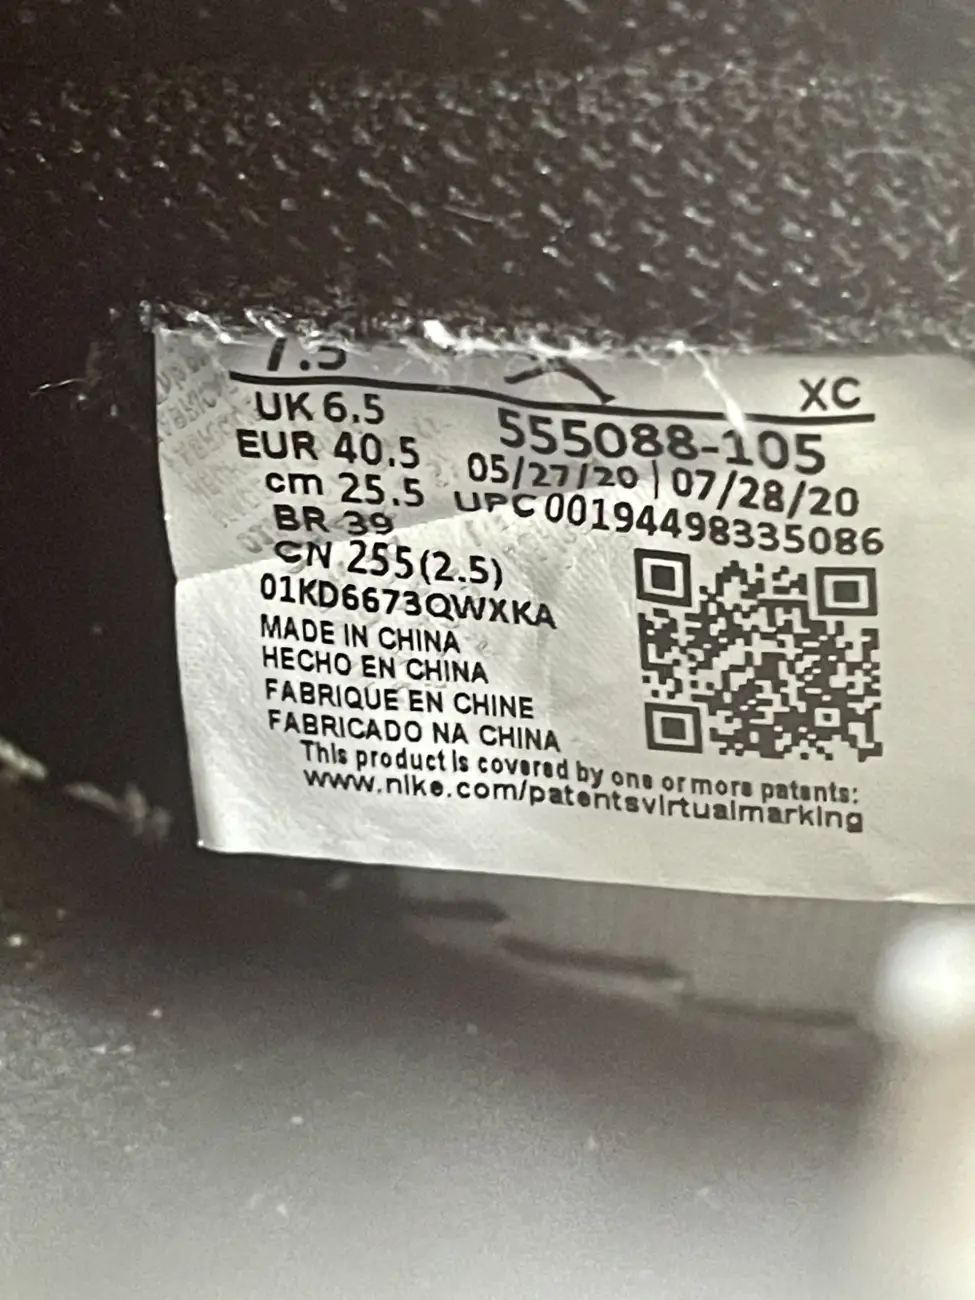 7.5
XC
UK 6.5
555088-105
EUR 40.5
05/27/20 | 07/28/20
cm 25.5
UPC 00194498335086
BR 39
CN 255(2.5)
01KD6673QWXKA
MADE IN CHINA
HECHO EN CHINA
FABRIQUE EN CHINE
FABRICADO NA CHINA
This product is covered by one or more patents:
www.nike.com/patentsvirtualmarking